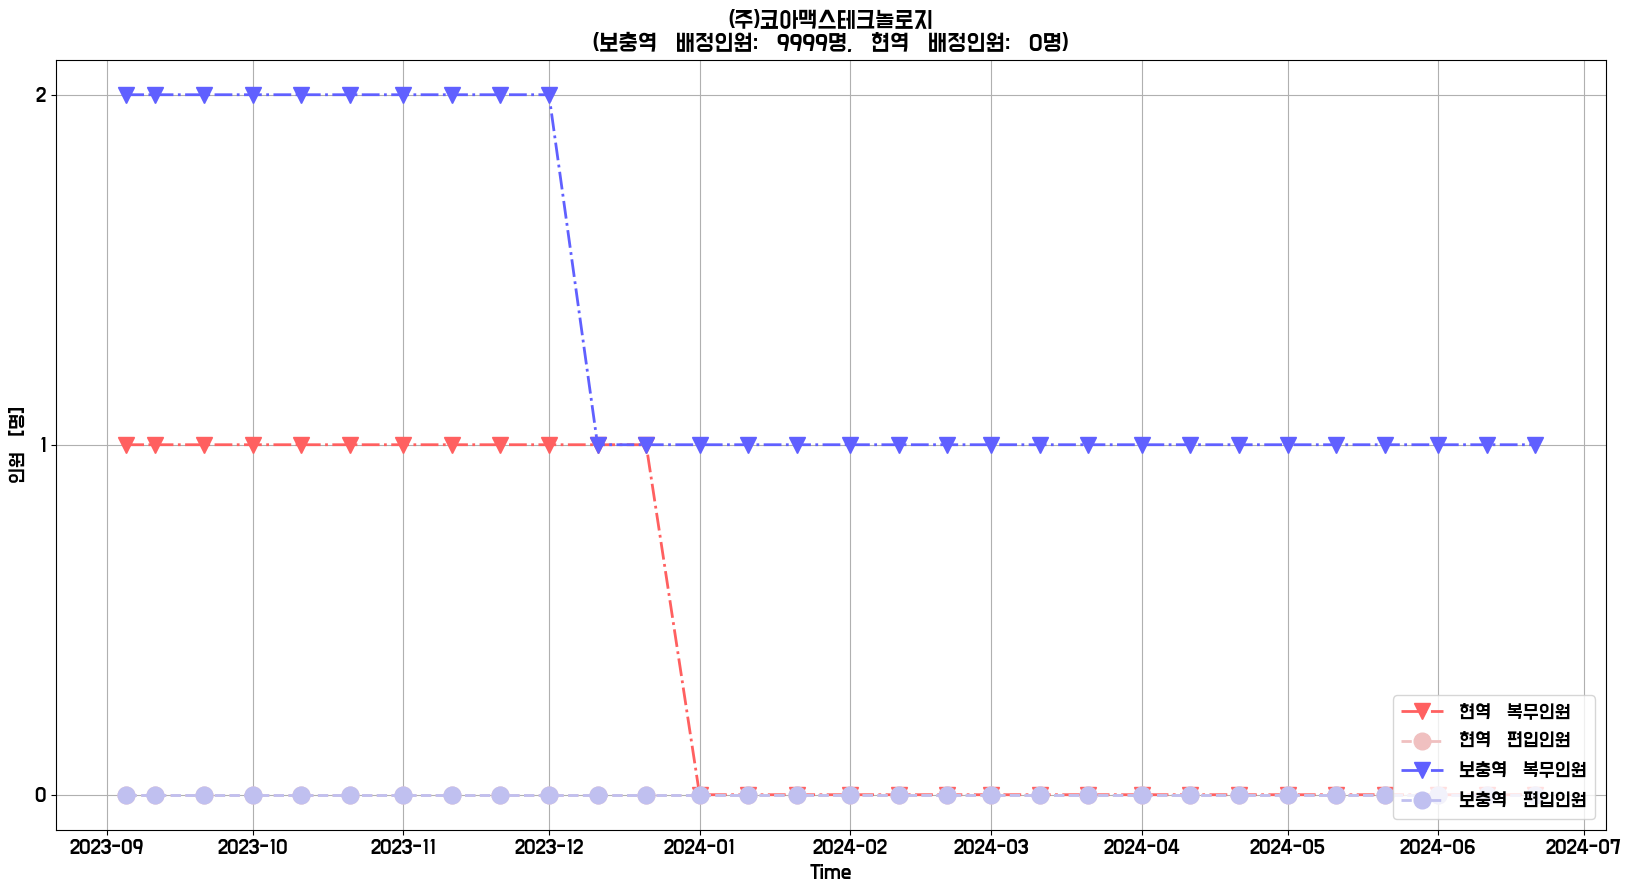 (주)코아맥스테크놀로지
(보충역 배정인원: 9999명, 현역 배정인원: 0명)
인원 [명]
2
1
0
현역 복무인원
현역 편입인원
보충역 복무인원
보충역 편입인원
2023-09 2023-10 2023-11 2023-12 2024-01 2024-02 2024-03 2024-04 2024-05 2024-06 2024-07
Time